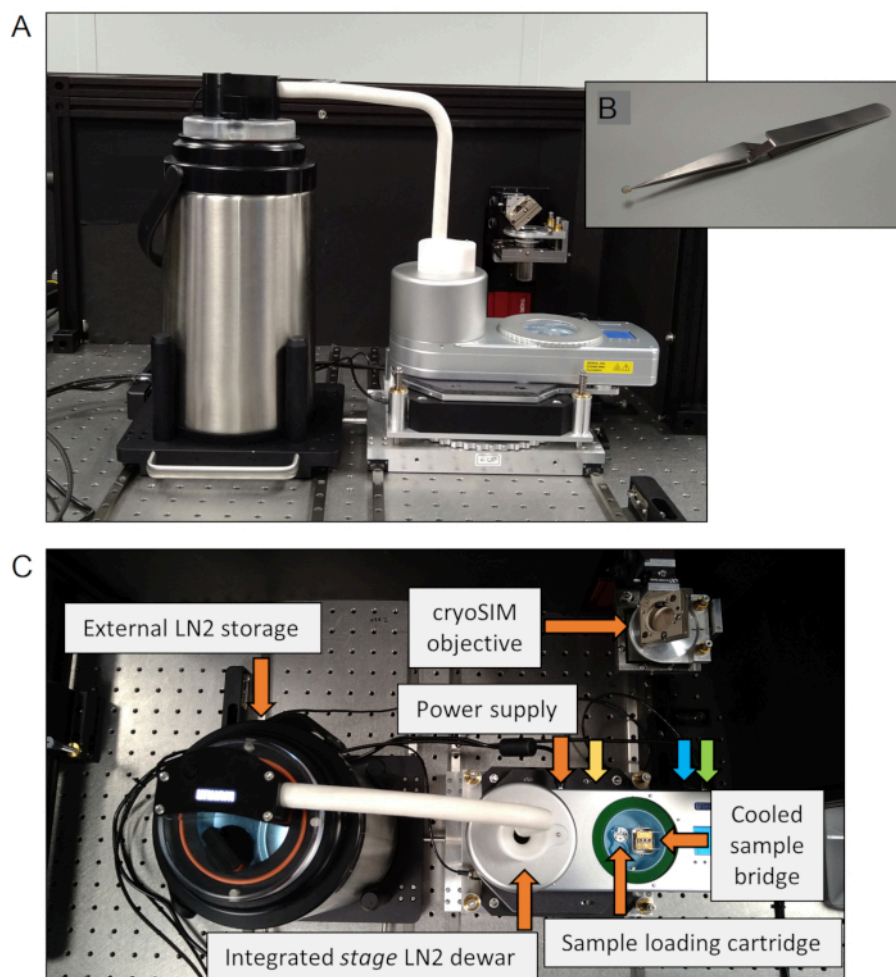 A
B
C
External LN2 storage
cryoSIM
objective
Power supply
Cooled
sample
bridge
Integrated stage LN2 dewar
Sample loading cartridge